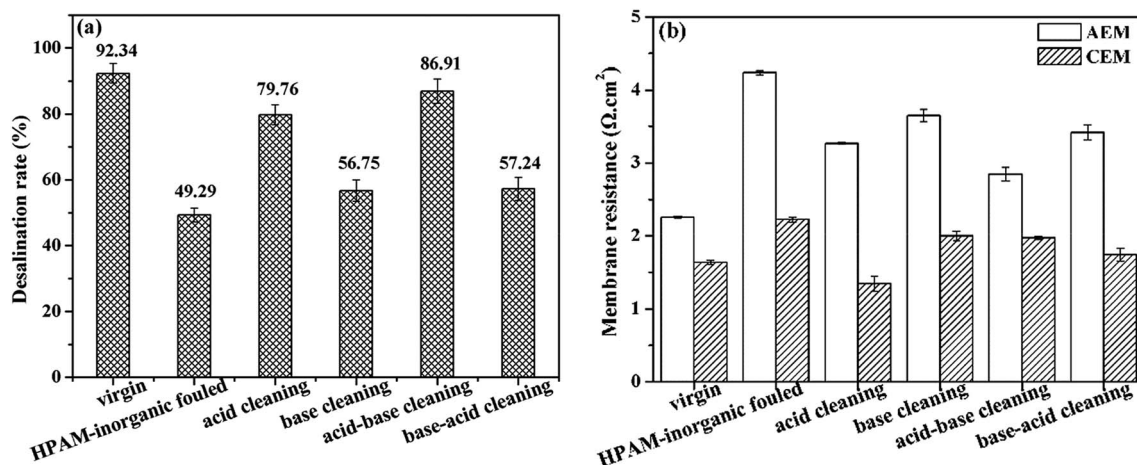 (a)
Desalination rate (%)
100
80
60
40
20
0
92.34
49.29
79.76
56.75
86.91
57.24
virgin
HPAM-inorganic fouled
acid cleaning
base cleaning
acid-base cleaning
base-acid cleaning
(b)
AEM
CEM
Membrane resistance (Ω.cm²)
5
4
3
2
1
0
virgin
HPAM-inorganic fouled
acid cleaning
base cleaning
acid-base cleaning
base-acid cleaning